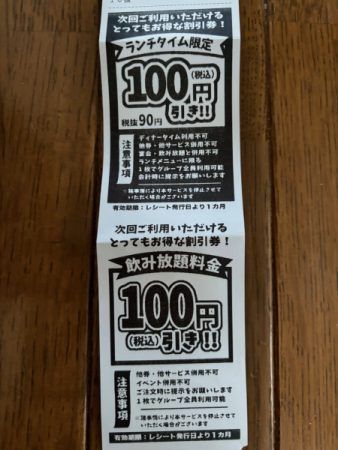 次回ご利用いただける
とってもお得な割引券！
ランチタイム限定
100円(税込)
引き!!
税抜90円
注意事項
ディナータイム利用不可
他券・他サービス併用不可
宴会・飲み放題と併用不可
ランチメニューに限る
1枚でグループ全員利用可能
会計時に提示をお願いします
※諸事情により本サービスを停止させて
いただく場合がございます
有効期限：レシート発行日より1カ月
次回ご利用いただける
とってもお得な割引券！
飲み放題料金
100円
(税込)引き!!
注意事項
他券・他サービス併用不可
イベント併用不可
ご注文時に提示をお願いします
1枚でグループ全員利用可能
※諸事情により本サービスを停止させて
いただく場合がございます
有効期限：レシート発行日より1カ月